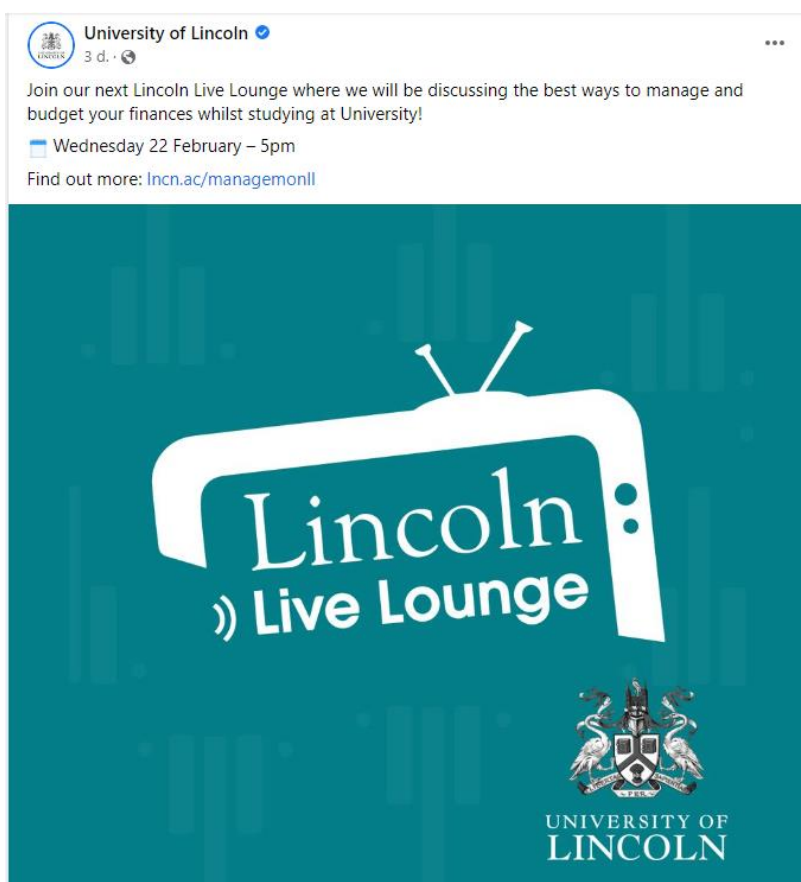 University of Lincoln
3 d. ·
Join our next Lincoln Live Lounge where we will be discussing the best ways to manage and
budget your finances whilst studying at University!
Wednesday 22 February – 5pm
Find out more: lncn.ac/managemonll
Lincoln
Live Lounge
UNIVERSITY OF
LINCOLN